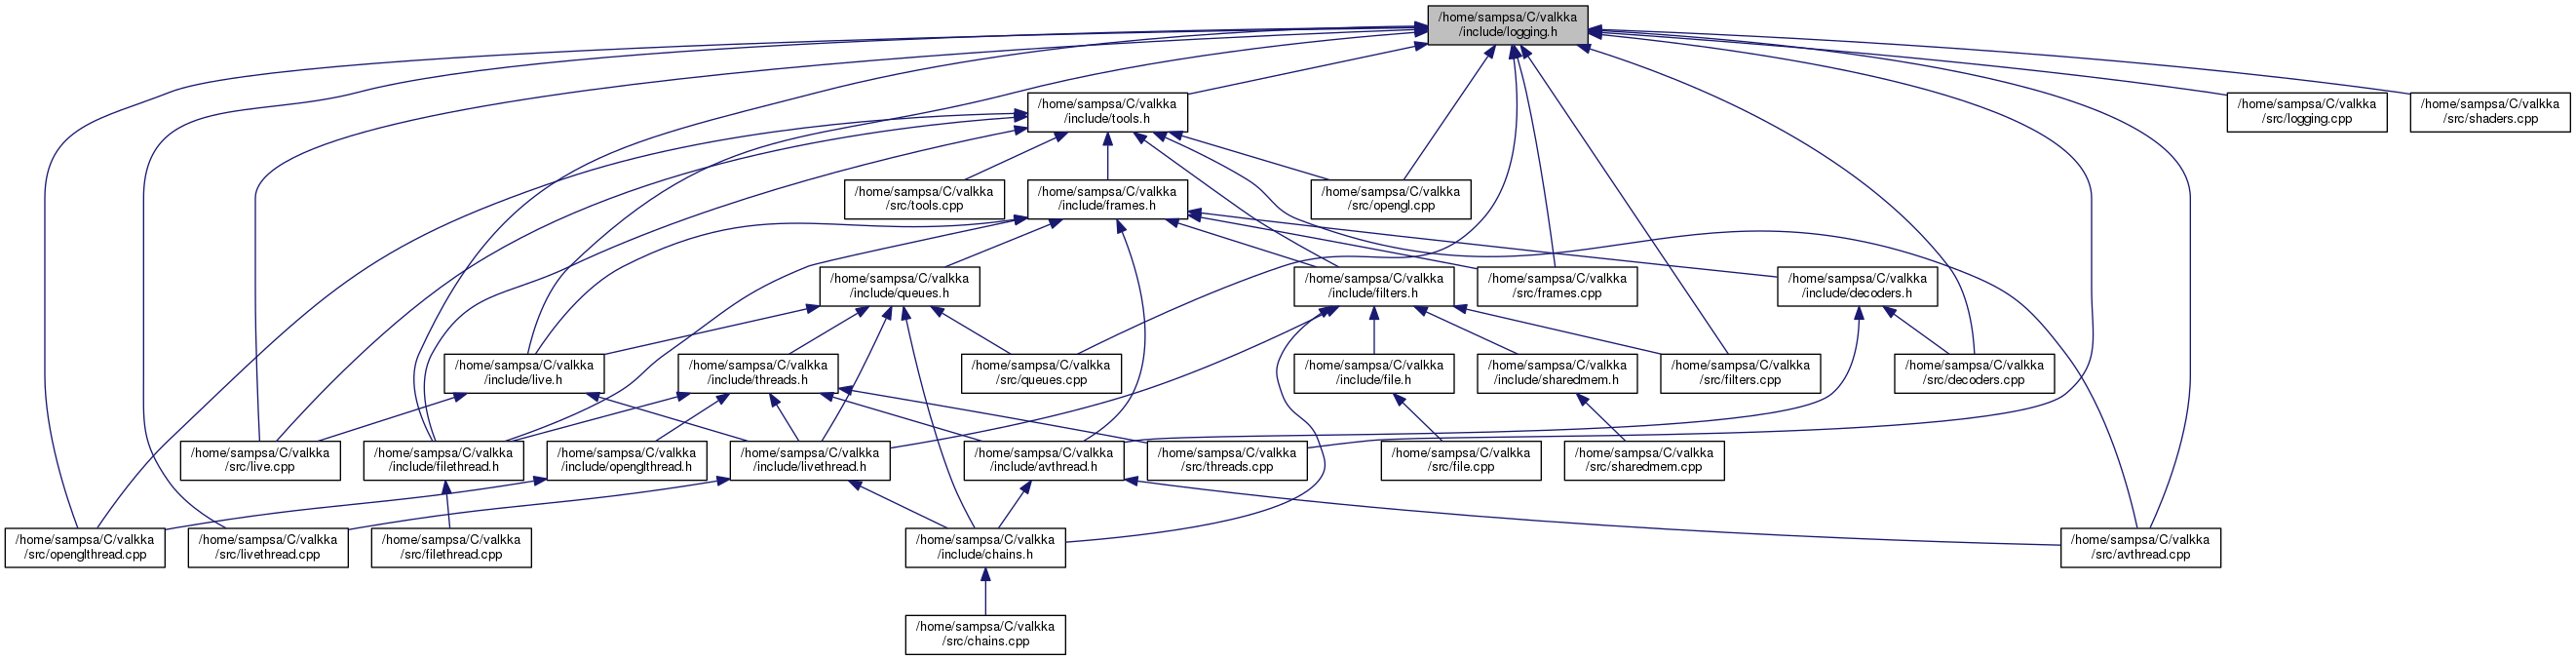 /home/sampsa/C/valkka
/include/logging.h
/home/sampsa/C/valkka
/include/tools.h
/home/sampsa/C/valkka
/src/logging.cpp
/home/sampsa/C/valkka
/src/shaders.cpp
/home/sampsa/C/valkka
/src/tools.cpp
/home/sampsa/C/valkka
/include/frames.h
/home/sampsa/C/valkka
/src/opengl.cpp
/home/sampsa/C/valkka
/include/queues.h
/home/sampsa/C/valkka
/include/filters.h
/home/sampsa/C/valkka
/src/frames.cpp
/home/sampsa/C/valkka
/include/decoders.h
/home/sampsa/C/valkka
/include/live.h
/home/sampsa/C/valkka
/include/threads.h
/home/sampsa/C/valkka
/src/queues.cpp
/home/sampsa/C/valkka
/include/file.h
/home/sampsa/C/valkka
/include/sharedmem.h
/home/sampsa/C/valkka
/src/filters.cpp
/home/sampsa/C/valkka
/src/decoders.cpp
/home/sampsa/C/valkka
/src/live.cpp
/home/sampsa/C/valkka
/include/filethread.h
/home/sampsa/C/valkka
/include/openglthread.h
/home/sampsa/C/valkka
/include/livethread.h
/home/sampsa/C/valkka
/include/avthread.h
/home/sampsa/C/valkka
/src/threads.cpp
/home/sampsa/C/valkka
/src/file.cpp
/home/sampsa/C/valkka
/src/sharedmem.cpp
/home/sampsa/C/valkka
/src/openglthread.cpp
/home/sampsa/C/valkka
/src/livethread.cpp
/home/sampsa/C/valkka
/src/filethread.cpp
/home/sampsa/C/valkka
/include/chains.h
/home/sampsa/C/valkka
/src/avthread.cpp
/home/sampsa/C/valkka
/src/chains.cpp